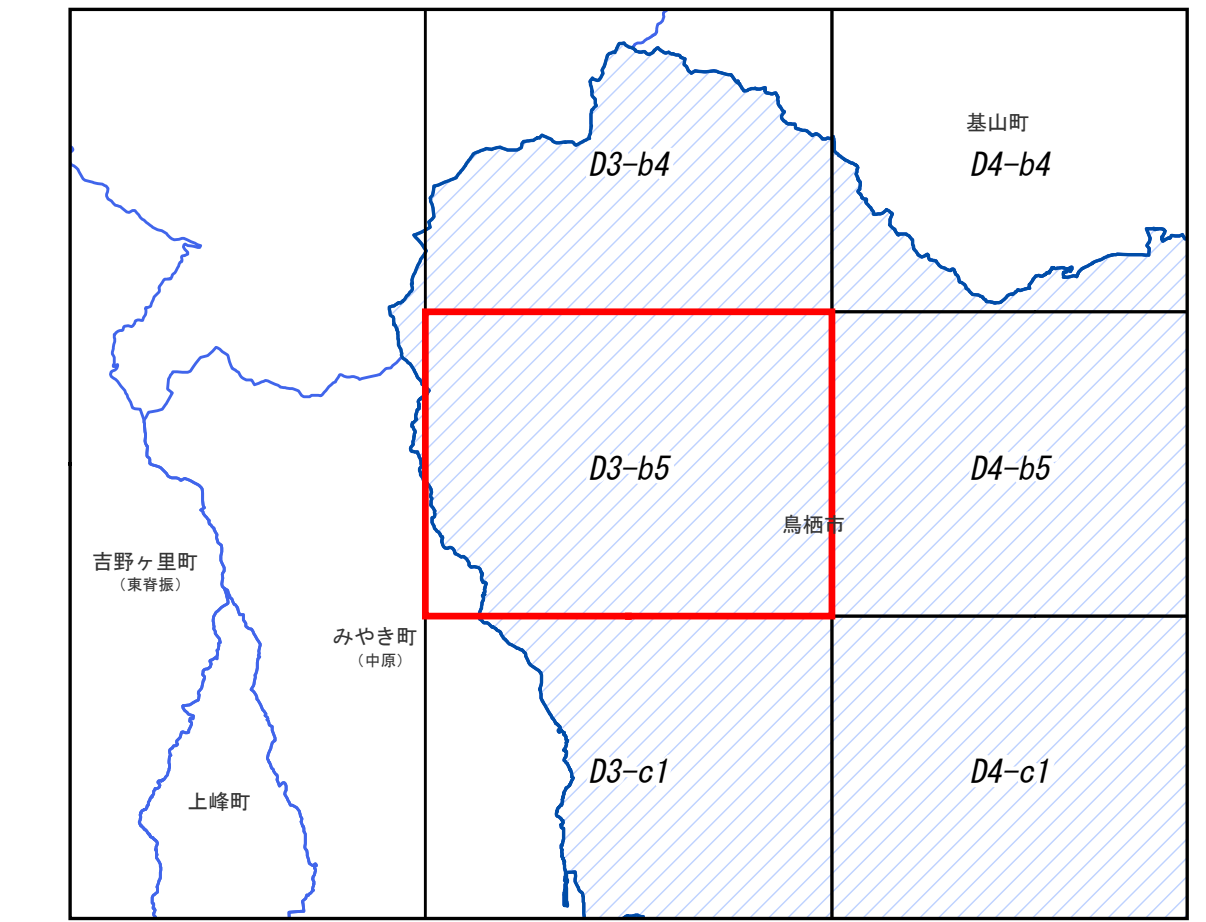 基山町
D3-b4
D4-b4
D3-b5
D4-b5
鳥栖市
吉野ヶ里町
（東脊振）
みやき町
（中原）
D3-c1
D4-c1
上峰町